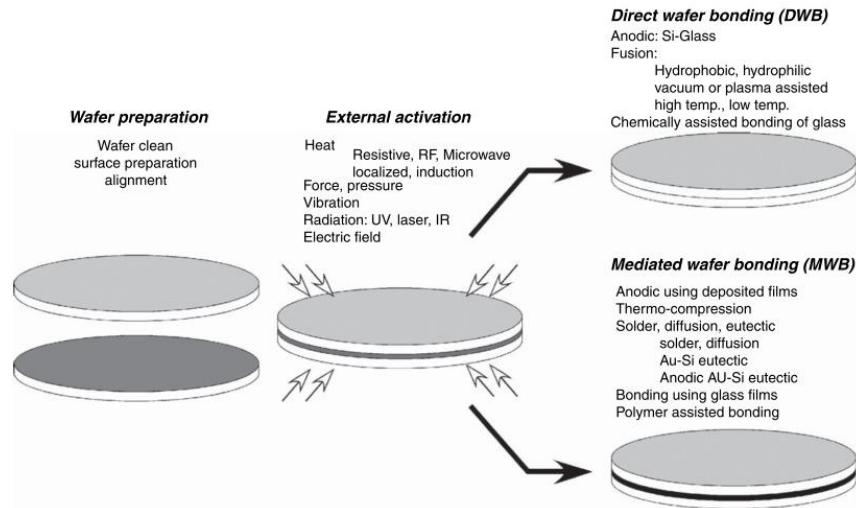 Wafer preparation
Wafer clean
surface preparation
alignment
External activation
Heat
Resistive, RF, Microwave
localized, induction
Force, pressure
Vibration
Radiation: UV, laser, IR
Electric field
Direct wafer bonding (DWB)
Anodic: Si-Glass
Fusion:
Hydrophobic, hydrophilic
vacuum or plasma assisted
high temp., low temp.
Chemically assisted bonding of glass
Mediated wafer bonding (MWB)
Anodic using deposited films
Thermo-compression
Solder, diffusion, eutectic
solder, diffusion
Au-Si eutectic
Anodic AU-Si eutectic
Bonding using glass films
Polymer assisted bonding